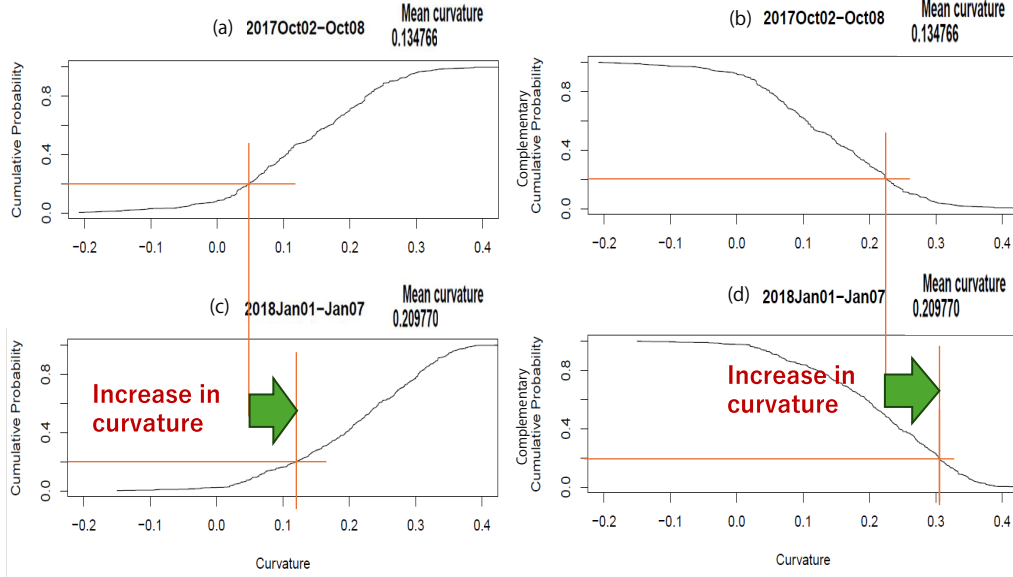 (a) 2017Oct02−Oct08
Mean curvature
0.134766
Cumulative Probability
0.0 0.4 0.8
−0.2 −0.1 0.0 0.1 0.2 0.3 0.4
(b) 2017Oct02−Oct08
Mean curvature
0.134766
Complementary
Cumulative Probability
0.0 0.4 0.8
−0.2 −0.1 0.0 0.1 0.2 0.3 0.4
(c) 2018Jan01−Jan07
Mean curvature
0.209770
Cumulative Probability
0.0 0.4 0.8
Increase in
curvature
−0.2 −0.1 0.0 0.1 0.2 0.3 0.4
Curvature
(d) 2018Jan01−Jan07
Mean curvature
0.209770
Complementary
Cumulative Probability
0.0 0.4 0.8
Increase in
curvature
−0.2 −0.1 0.0 0.1 0.2 0.3 0.4
Curvature